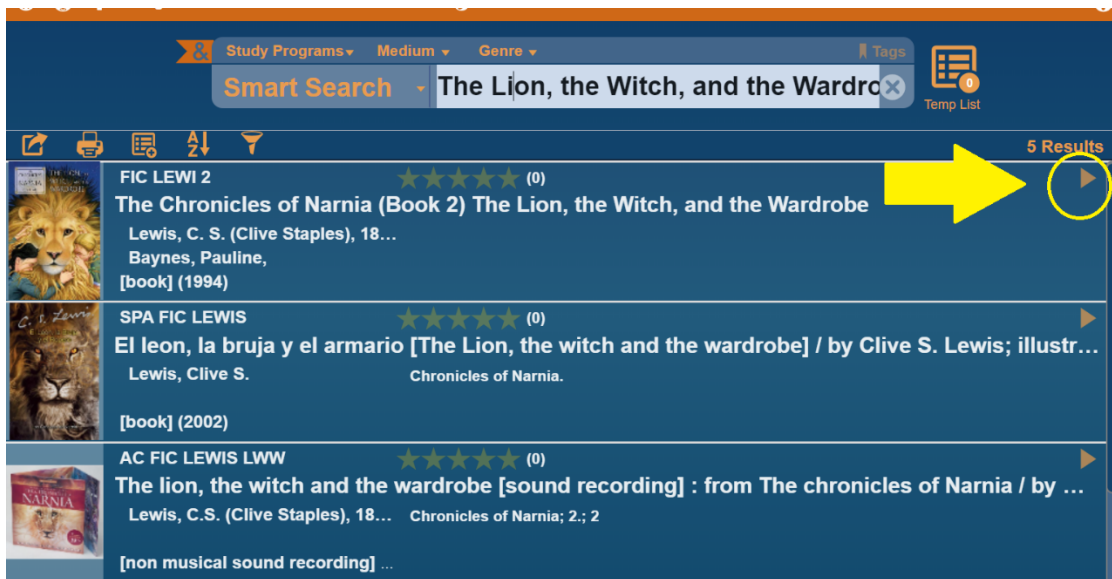 &
Study Programs Medium Genre Tags
Smart Search The Lion, the Witch, and the Wardro
0
Temp List
A
Z
5 Results
FIC LEWI 2 (0)
The Chronicles of Narnia (Book 2) The Lion, the Witch, and the Wardrobe
Lewis, C. S. (Clive Staples), 18...
Baynes, Pauline,
[book] (1994)
C. S. Lewis
SPA FIC LEWIS (0)
El leon, la bruja y el armario [The Lion, the witch and the wardrobe] / by Clive S. Lewis; illustr...
Lewis, Clive S. Chronicles of Narnia.
[book] (2002)
NARNIA
AC FIC LEWIS LWW (0)
The lion, the witch and the wardrobe [sound recording] : from The chronicles of Narnia / by ...
Lewis, C.S. (Clive Staples), 18... Chronicles of Narnia; 2.; 2
[non musical sound recording] ...